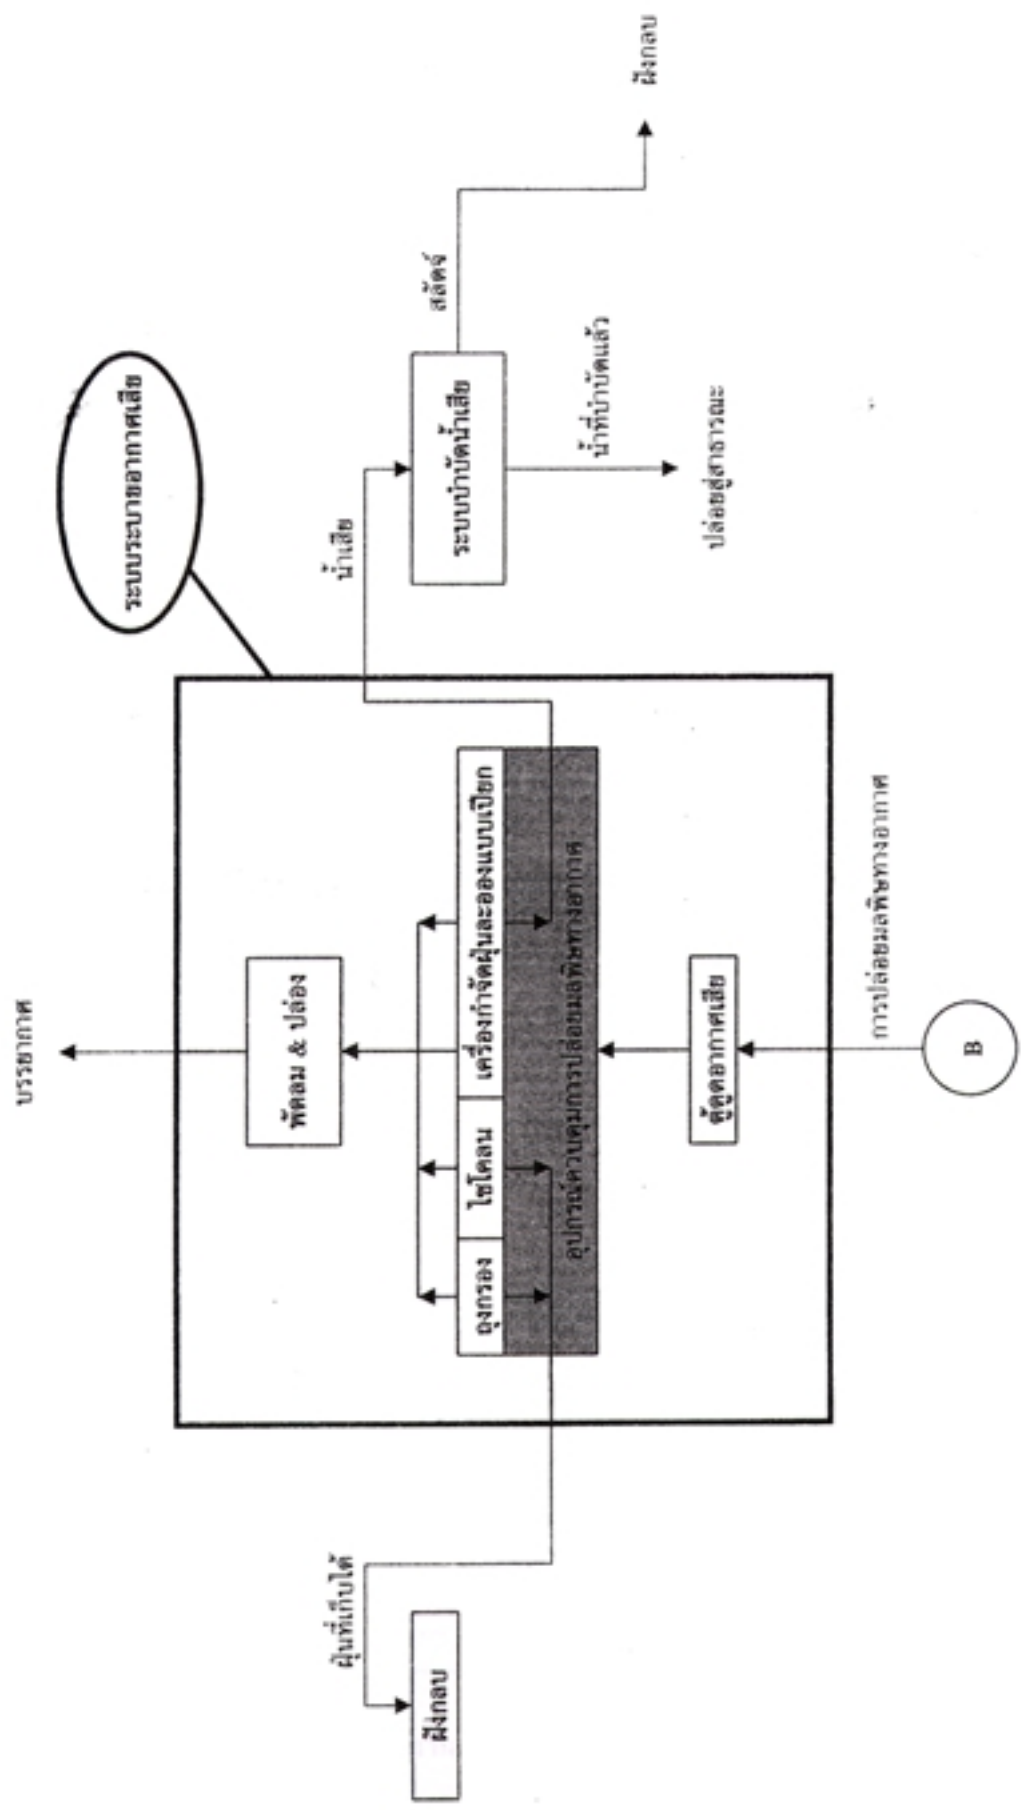 บรรยากาศ
ระบบระบายอากาศเสีย
พัดลม & ปล่อง
ฝุ่นที่เก็บได้
น้ำเสีย
สลัดจ์
ฝังกลบ
ฝังกลบ
ถุงกรอง
ไซโคลน
เครื่องกำจัดฝุ่นละอองแบบเปียก
ระบบบำบัดน้ำเสีย
อุปกรณ์ควบคุมการปล่อยมลพิษทางอากาศ
น้ำที่บำบัดแล้ว
ปล่อยสู่สาธารณะ
ตู้ดูดอากาศเสีย
การปล่อยมลพิษทางอากาศ
B